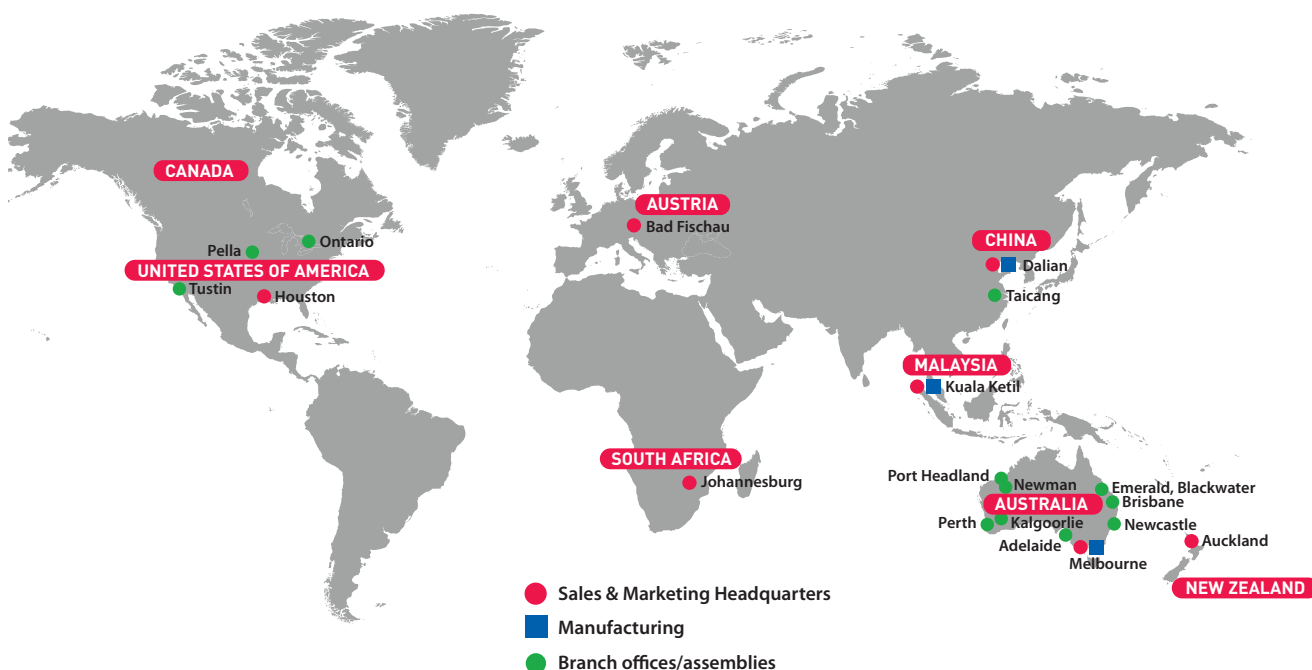 CANADA
Ontario
Pella
UNITED STATES OF AMERICA
Tustin
Houston
AUSTRIA
Bad Fischau
SOUTH AFRICA
Johannesburg
CHINA
Dalian
Taicang
MALAYSIA
Kuala Ketil
Port Headland
Newman
Emerald, Blackwater
AUSTRALIA
Brisbane
Perth
Kalgoorlie
Newcastle
Adelaide
Melbourne
Auckland
NEW ZEALAND
Sales & Marketing Headquarters
Manufacturing
Branch offices/assemblies